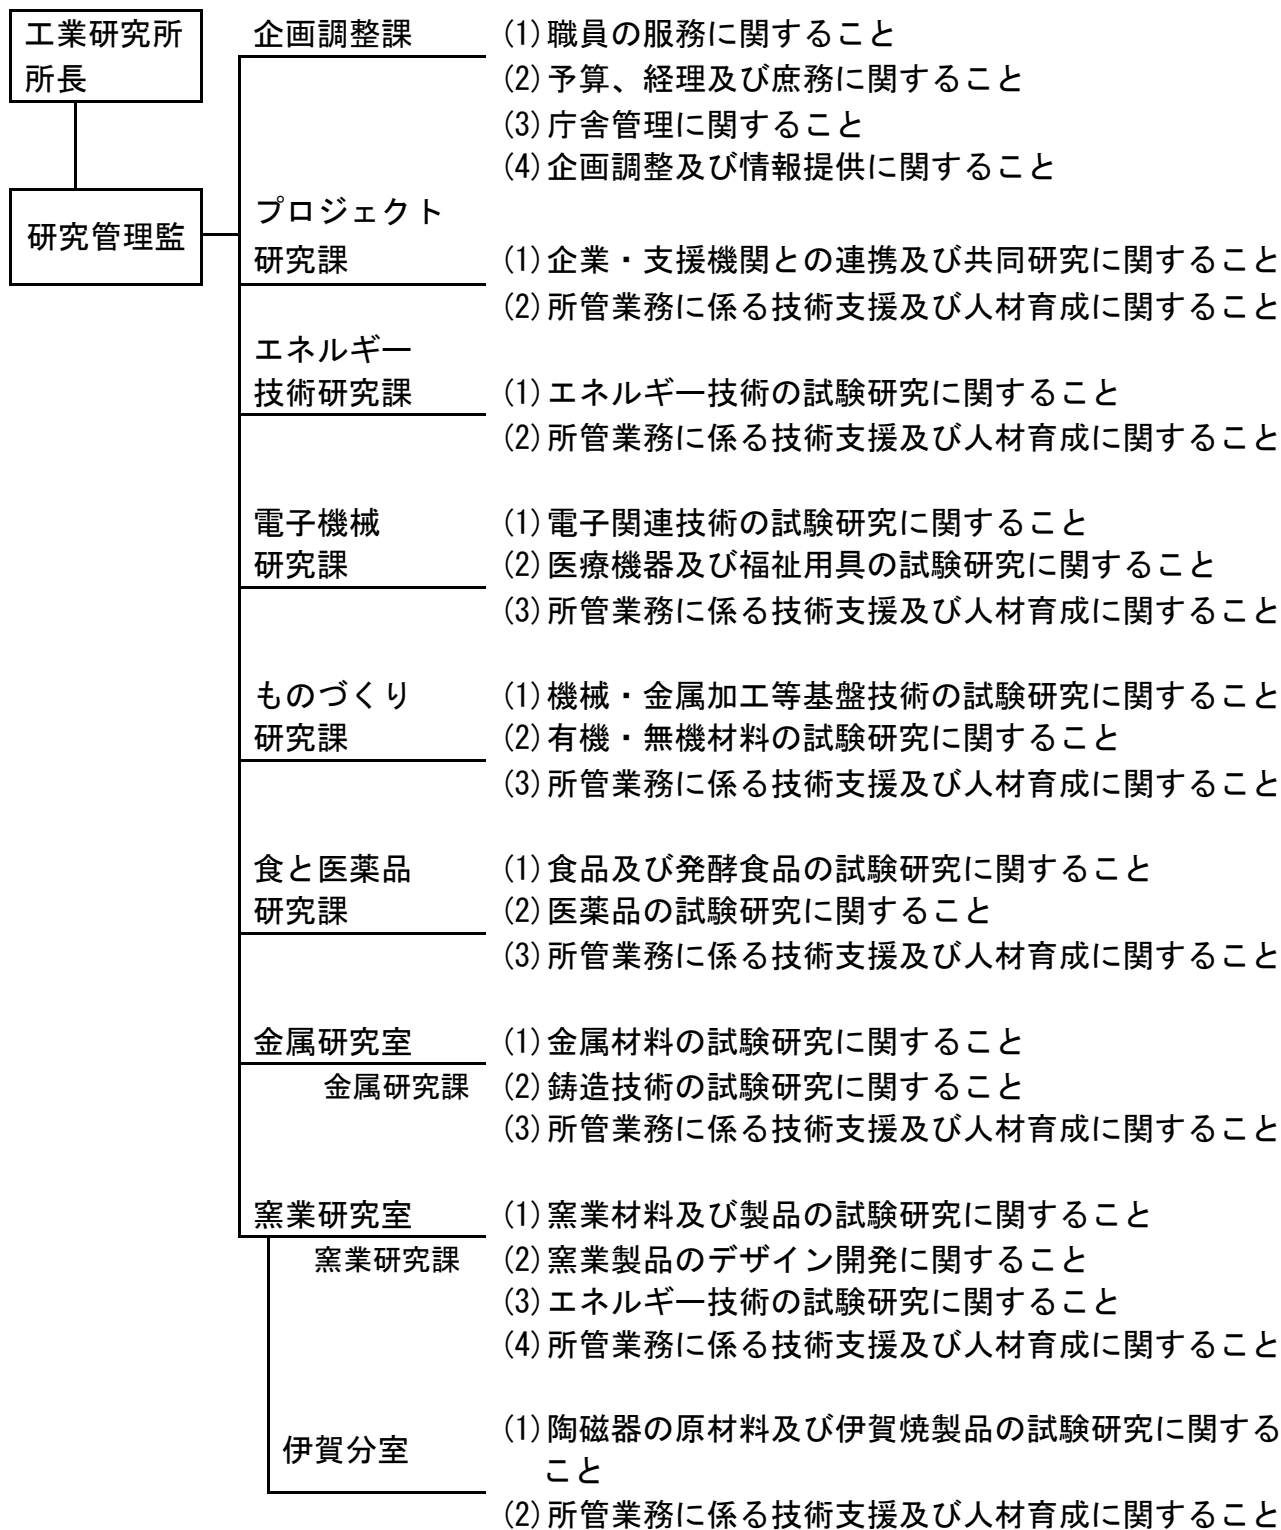 工業研究所
所長
研究管理監
企画調整課
(1)職員の服務に関すること
(2)予算、経理及び庶務に関すること
(3)庁舎管理に関すること
(4)企画調整及び情報提供に関すること
プロジェクト
研究課
(1)企業・支援機関との連携及び共同研究に関すること
(2)所管業務に係る技術支援及び人材育成に関すること
エネルギー
技術研究課
(1)エネルギー技術の試験研究に関すること
(2)所管業務に係る技術支援及び人材育成に関すること
電子機械
研究課
(1)電子関連技術の試験研究に関すること
(2)医療機器及び福祉用具の試験研究に関すること
(3)所管業務に係る技術支援及び人材育成に関すること
ものづくり
研究課
(1)機械・金属加工等基盤技術の試験研究に関すること
(2)有機・無機材料の試験研究に関すること
(3)所管業務に係る技術支援及び人材育成に関すること
食と医薬品
研究課
(1)食品及び発酵食品の試験研究に関すること
(2)医薬品の試験研究に関すること
(3)所管業務に係る技術支援及び人材育成に関すること
金属研究室
金属研究課
(1)金属材料の試験研究に関すること
(2)鋳造技術の試験研究に関すること
(3)所管業務に係る技術支援及び人材育成に関すること
窯業研究室
窯業研究課
(1)窯業材料及び製品の試験研究に関すること
(2)窯業製品のデザイン開発に関すること
(3)エネルギー技術の試験研究に関すること
(4)所管業務に係る技術支援及び人材育成に関すること
伊賀分室
(1)陶磁器の原材料及び伊賀焼製品の試験研究に関する
こと
(2)所管業務に係る技術支援及び人材育成に関すること